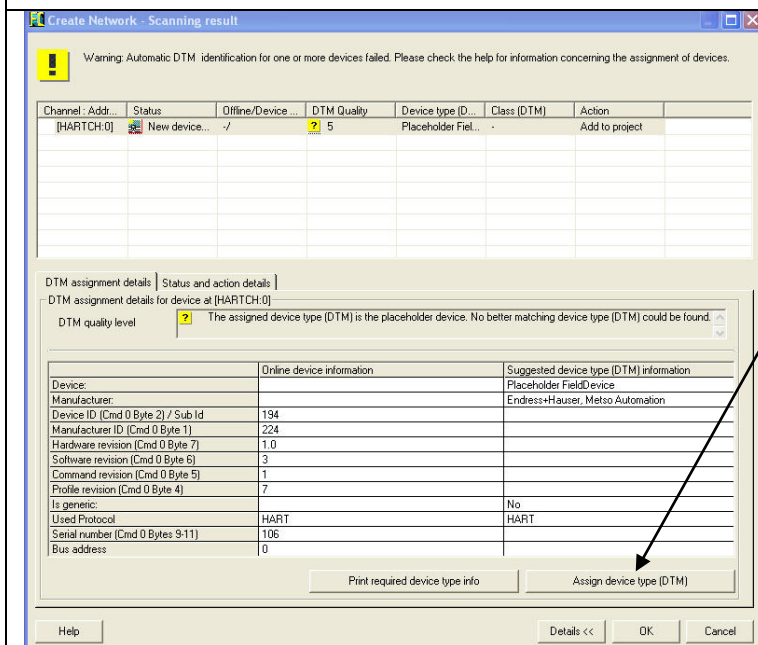 Create Network - Scanning result
Warning: Automatic DTM identification for one or more devices failed. Please check the help for information concerning the assignment of devices.
Channel : Addr... Status Offline/Device ... DTM Quality Device type (D... Class (DTM) Action
[HARTCH:0] New device... -/ ? 5 Placeholder Fiel... - Add to project
DTM assignment details Status and action details
DTM assignment details for device at [HARTCH:0]
DTM quality level ? The assigned device type (DTM) is the placeholder device. No better matching device type (DTM) could be found.
Online device information Suggested device type (DTM) information
Device: Placeholder FieldDevice
Manufacturer: Endress+Hauser, Metso Automation
Device ID (Cmd 0 Byte 2) / Sub Id 194
Manufacturer ID (Cmd 0 Byte 1) 224
Hardware revision (Cmd 0 Byte 7) 1.0
Software revision (Cmd 0 Byte 6) 3
Command revision (Cmd 0 Byte 5) 1
Profile revision (Cmd 0 Byte 4) 7
Is generic: No
Used Protocol HART HART
Serial number (Cmd 0 Bytes 9-11) 106
Bus address 0
Print required device type info Assign device type (DTM)
Help Details << OK Cancel